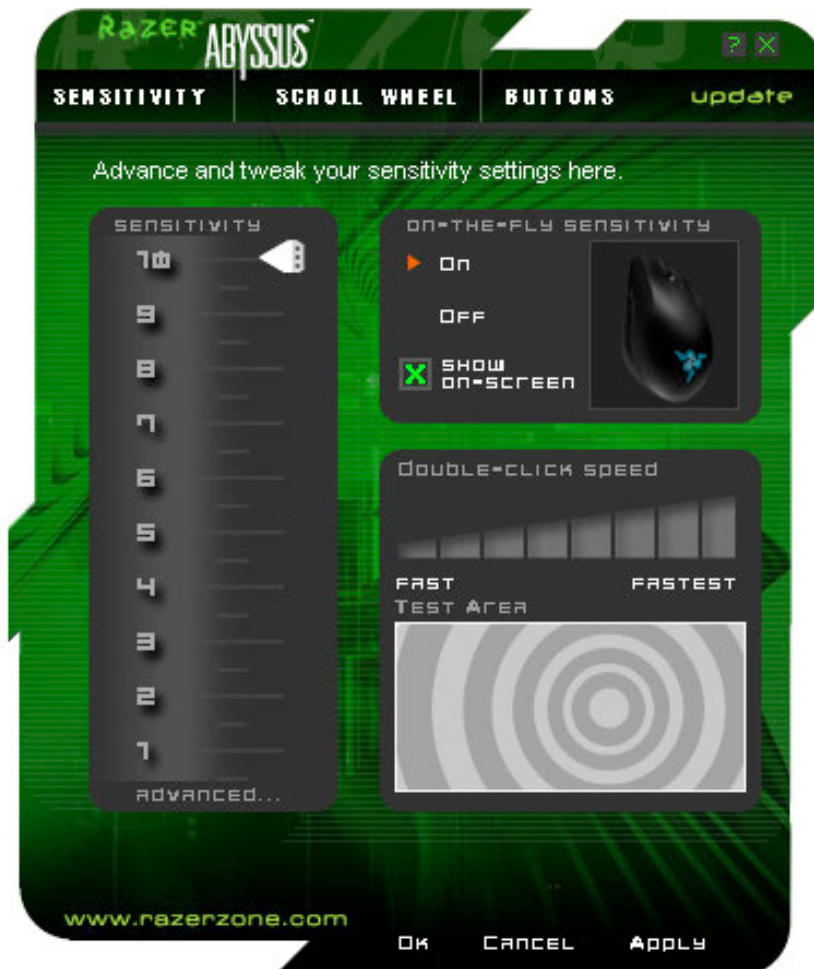 RAZER ABYSSUS
? X
SENSITIVITY
SCROLL WHEEL
BUTTONS
update
Advance and tweak your sensitivity settings here.
SENSITIVITY
10
9
8
7
6
5
4
3
2
1
ADVANCED...
ON-THE-FLY SENSITIVITY
On
OFF
SHOW
ON-SCREEN
DOUBLE-CLICK SPEED
FAST
FASTEST
TEST AREA
www.razerzone.com
OK
CANCEL
APPLY